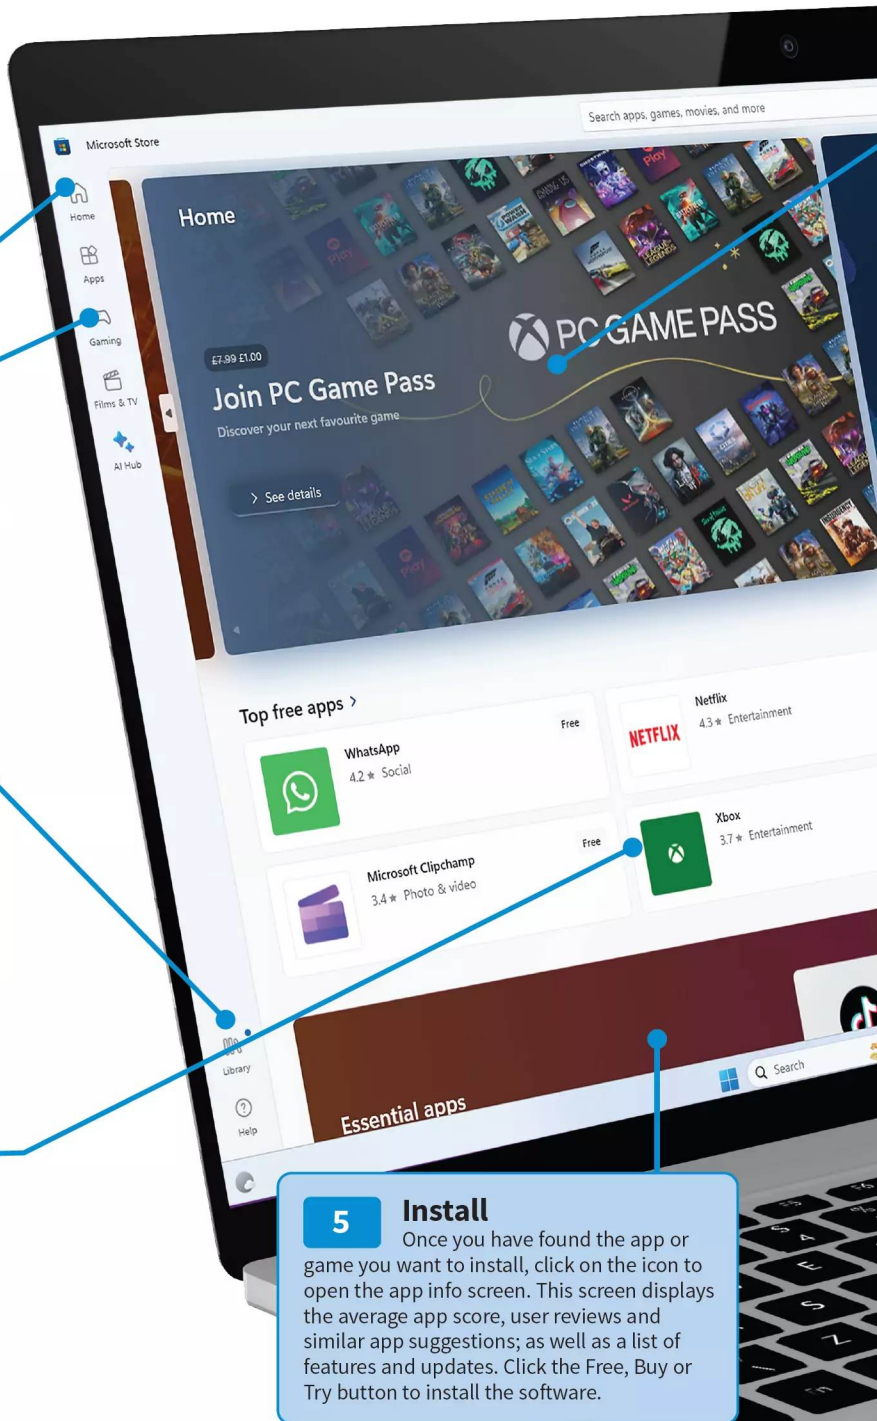 Microsoft Store
Search apps, games, movies, and more
Home
Apps
Gaming
Films & TV
AI Hub
Home
£7.99 £1.00
Join PC Game Pass
Discover your next favourite game
See details
PC GAME PASS
Top free apps
WhatsApp
4.2 ★ Social
Free
NETFLIX
Netflix
4.3 ★ Entertainment
Microsoft Clipchamp
3.4 ★ Photo & video
Free
Xbox
3.7 ★ Entertainment
Library
Help
Essential apps
Search
5 Install
Once you have found the app or
game you want to install, click on the icon to
open the app info screen. This screen displays
the average app score, user reviews and
similar app suggestions; as well as a list of
features and updates. Click the Free, Buy or
Try button to install the software.